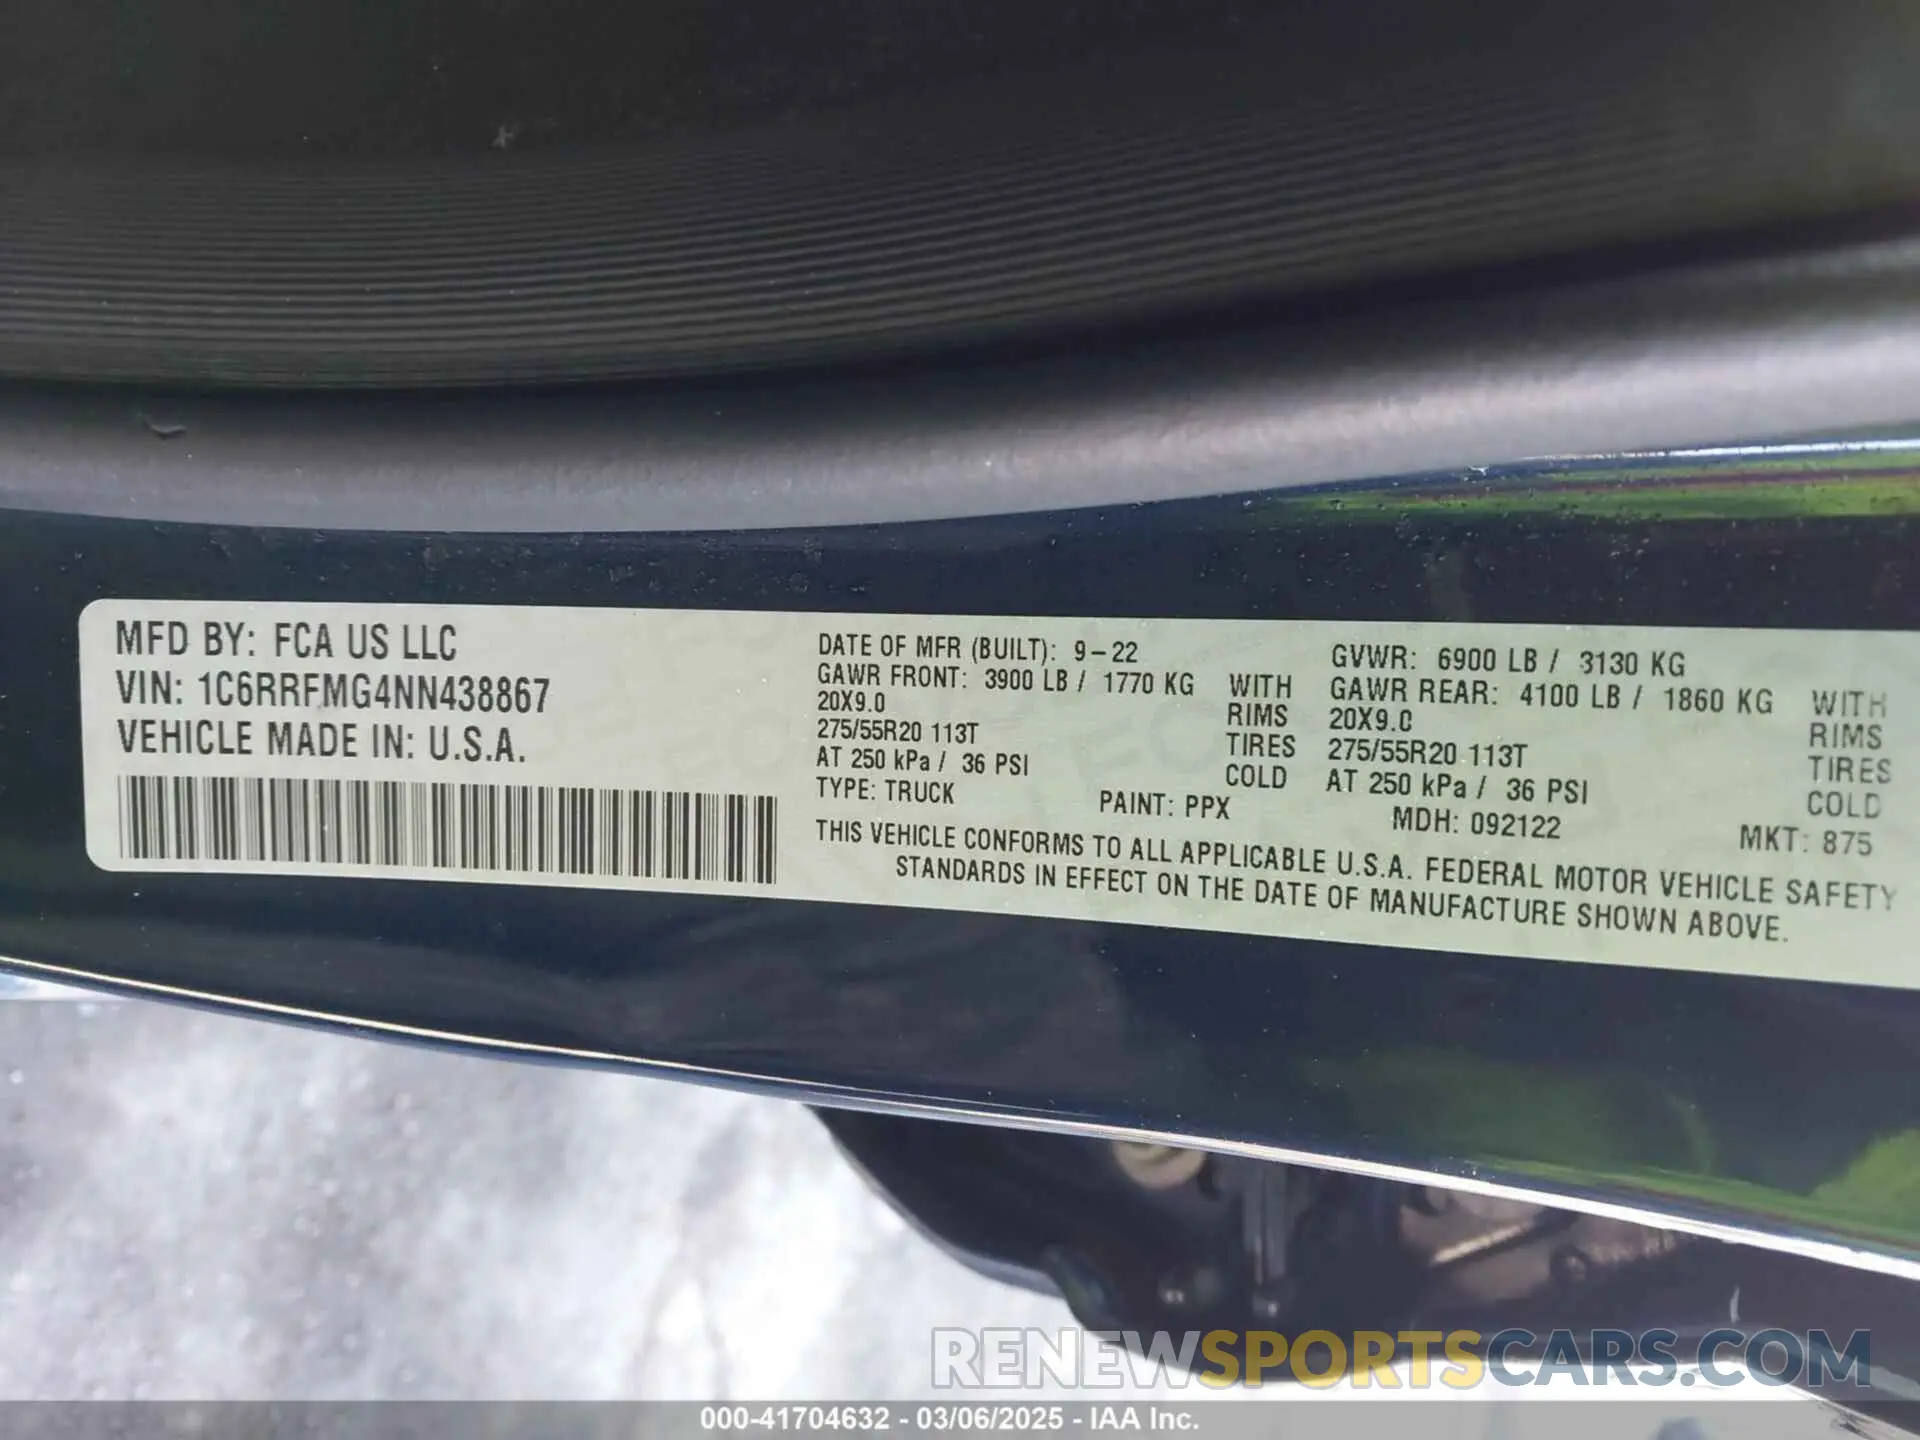 MFD BY: FCA US LLC
VIN: 1C6RRFMG4NN438867
VEHICLE MADE IN: U.S.A.
DATE OF MFR (BUILT): 9-22 GVWR: 6900 LB / 3130 KG
GAWR FRONT: 3900 LB / 1770 KG WITH GAWR REAR: 4100 LB / 1860 KG WITH
20X9.0 RIMS 20X9.0 RIMS
275/55R20 113T TIRES 275/55R20 113T TIRES
AT 250 kPa / 36 PSI COLD AT 250 kPa / 36 PSI COLD
TYPE: TRUCK PAINT: PPX MDH: 092122 MKT: 875
THIS VEHICLE CONFORMS TO ALL APPLICABLE U.S.A. FEDERAL MOTOR VEHICLE SAFETY
STANDARDS IN EFFECT ON THE DATE OF MANUFACTURE SHOWN ABOVE.
RENEWSPORTSCARS.COM
000-41704632 - 03/06/2025 - IAA Inc.